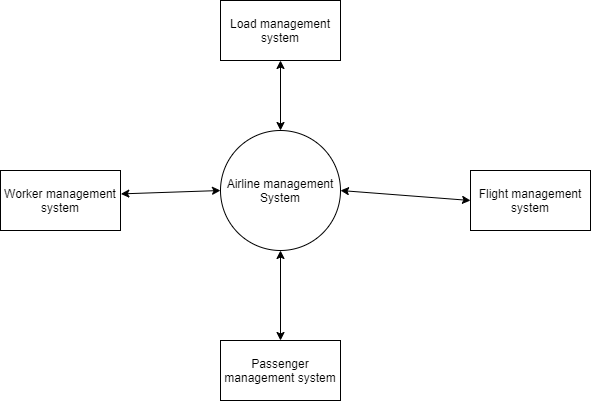 Load management
system
Worker management
system
Airline management
System
Flight management
system
Passenger
management system